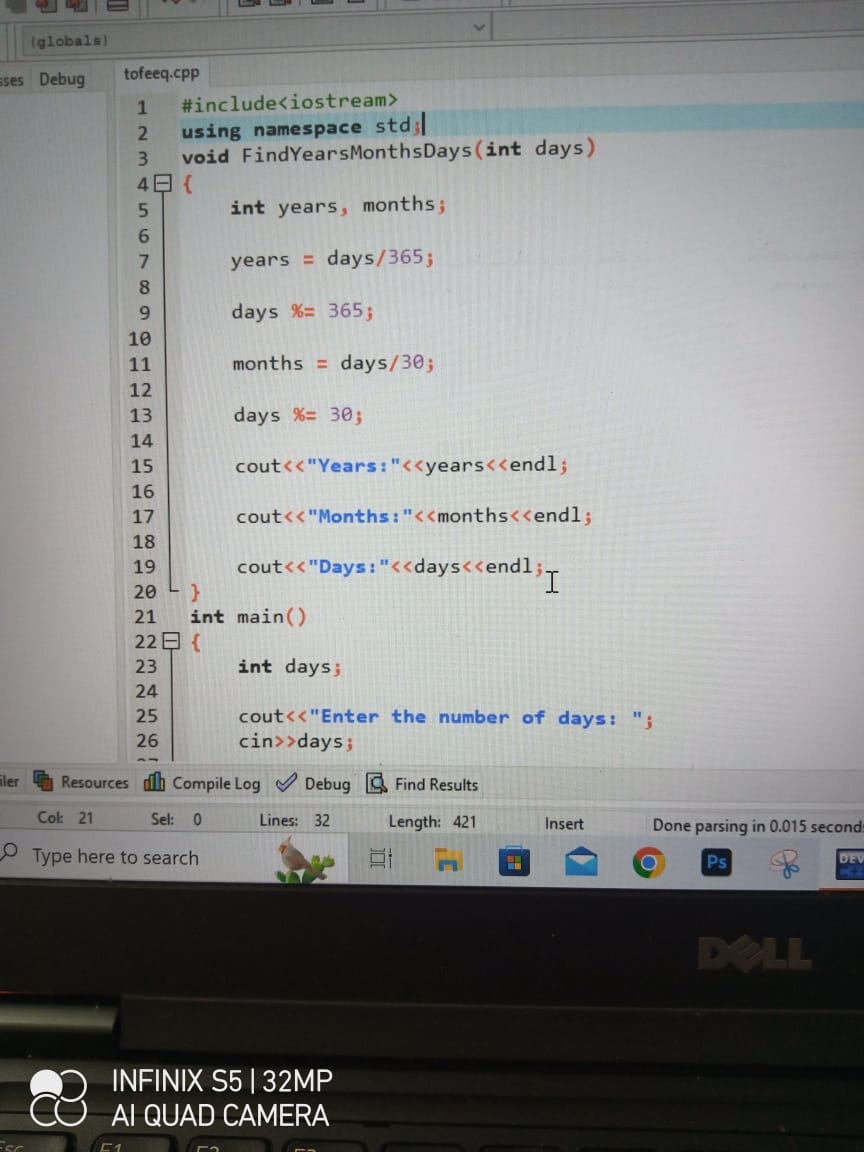 (globals)
Debug
tofeeq.cpp
1 #include<iostream>
2 using namespace std;
3 void FindYearsMonthsDays(int days)
4 {
5 int years, months;
6
7 years = days/365;
8
9 days %= 365;
10
11 months = days/30;
12
13 days %= 30;
14
15 cout<<"Years:"<<years<<endl;
16
17 cout<<"Months:"<<months<<endl;
18
19 cout<<"Days:"<<days<<endl;
20 }
21 int main()
22 {
23 int days;
24
25 cout<<"Enter the number of days: ";
26 cin>>days;
Resources Compile Log Debug Find Results
Col: 21 Sel: 0 Lines: 32 Length: 421 Insert Done parsing in 0.015 second
Type here to search Ps DEV
DELL
INFINIX S5 | 32MP
AI QUAD CAMERA
F1